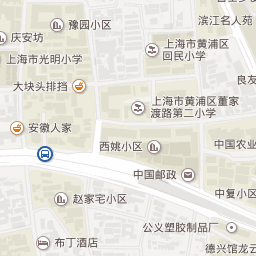 豫园小区
滨江名人苑
庆安坊
上海市黄浦区
回民小学
上海市光明小学
良友
大块头排挡
上海市黄浦区董家
渡路第二小学
安徽人家
西姚小区
中国农业
中国邮政
赵家宅小区
中复小区
公义塑胶制品厂
布丁酒店
德兴馆龙云